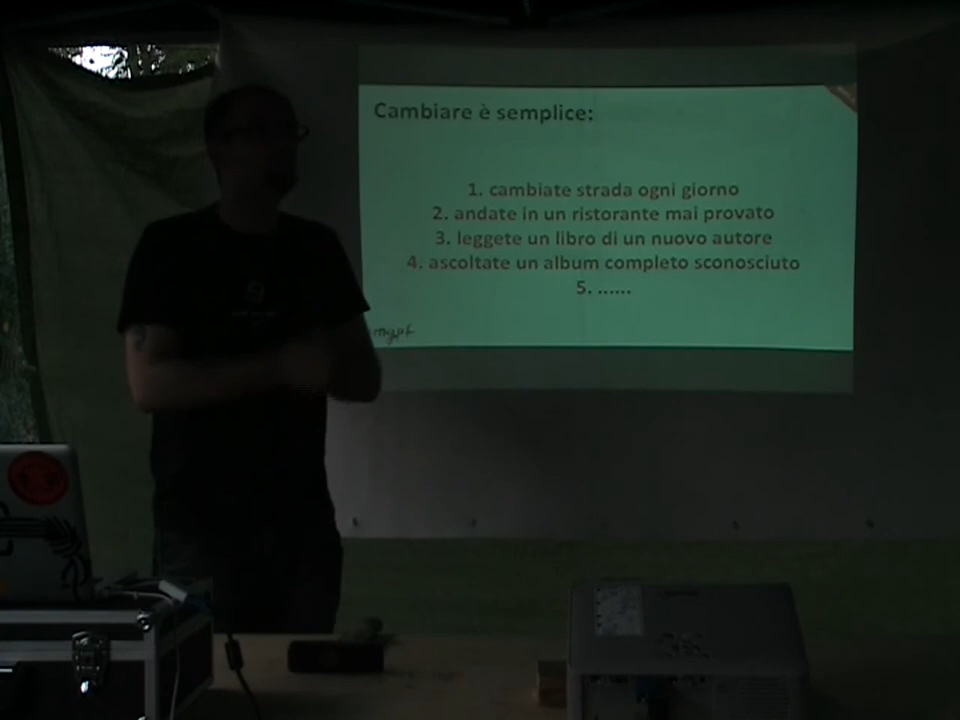 Cambiare è semplice:
1. cambiate strada ogni giorno
2. andate in un ristorante mai provato
3. leggete un libro di un nuovo autore
4. ascoltate un album completo sconosciuto
5. ......